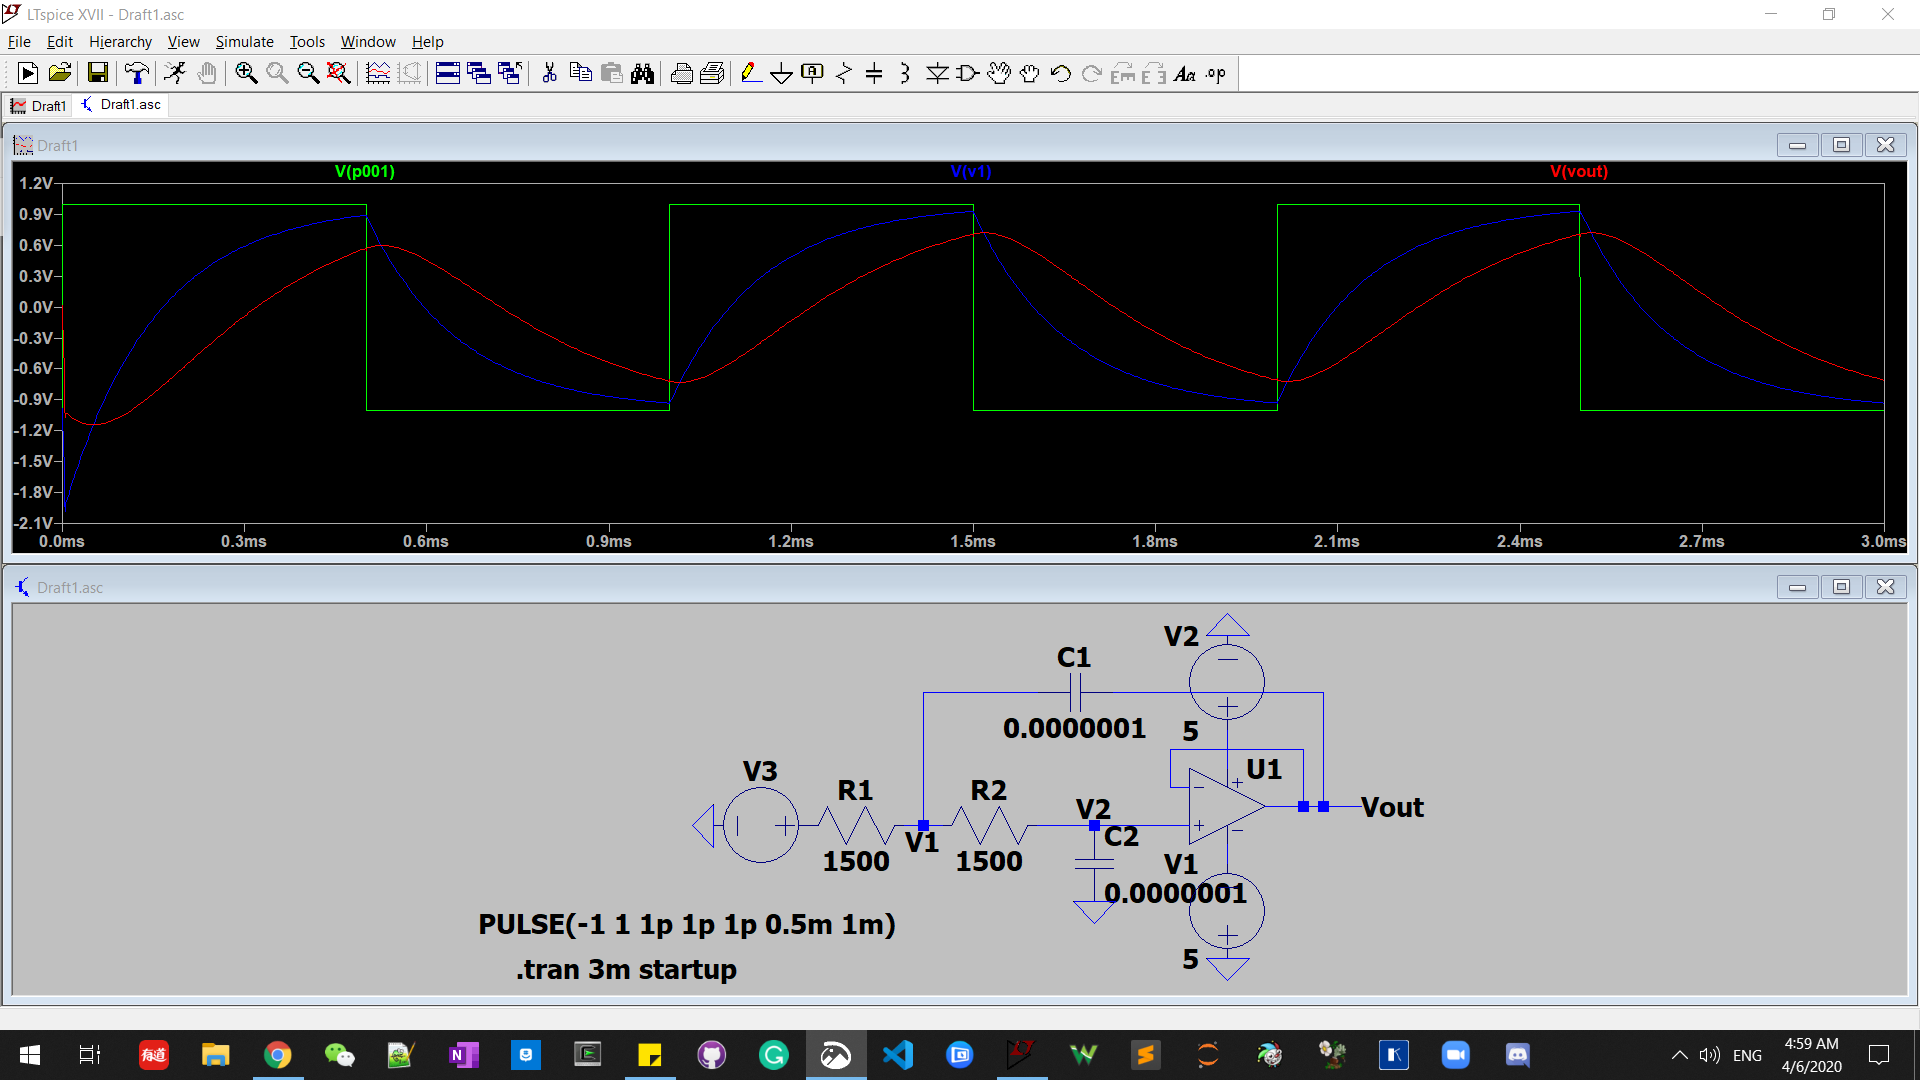 LTspice XVII - Draft1.asc
File Edit Hierarchy View Simulate Tools Window Help
Draft1 Draft1.asc
Draft1
V(p001) V(v1) V(vout)
1.2V
0.9V
0.6V
0.3V
0.0V
-0.3V
-0.6V
-0.9V
-1.2V
-1.5V
-1.8V
-2.1V
0.0ms 0.3ms 0.6ms 0.9ms 1.2ms 1.5ms 1.8ms 2.1ms 2.4ms 2.7ms 3.0ms
Draft1.asc
V2
C1
0.0000001
5
V3
R1
R2
U1
V2
Vout
C2
V1
1500
1500
V1
0.0000001
PULSE(-1 1 1p 1p 1p 0.5m 1m)
5
.tran 3m startup
有道
ENG
4:59 AM
4/6/2020